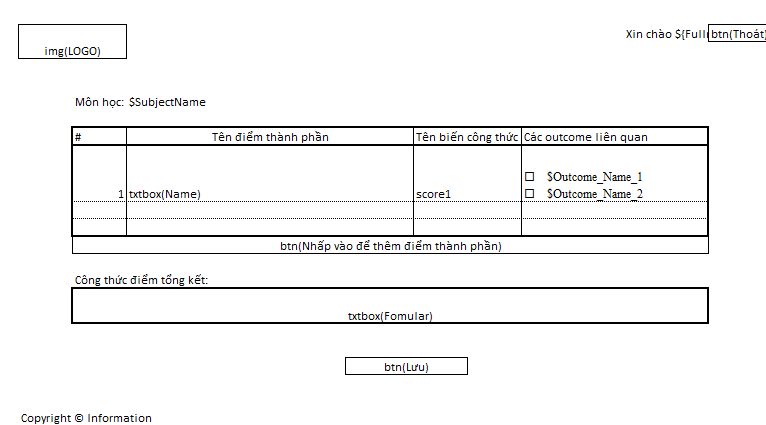 img(LOGO)
Xin chào ${Full btn(Thoát)
Môn học: $SubjectName
# Tên điểm thành phần Tên biến công thức Các outcome liên quan
☐ $Outcome_Name_1
1 txtbox(Name) score1 ☐ $Outcome_Name_2
btn(Nhấp vào để thêm điểm thành phần)
Công thức điểm tổng kết:
txtbox(Fomular)
btn(Lưu)
Copyright © Information